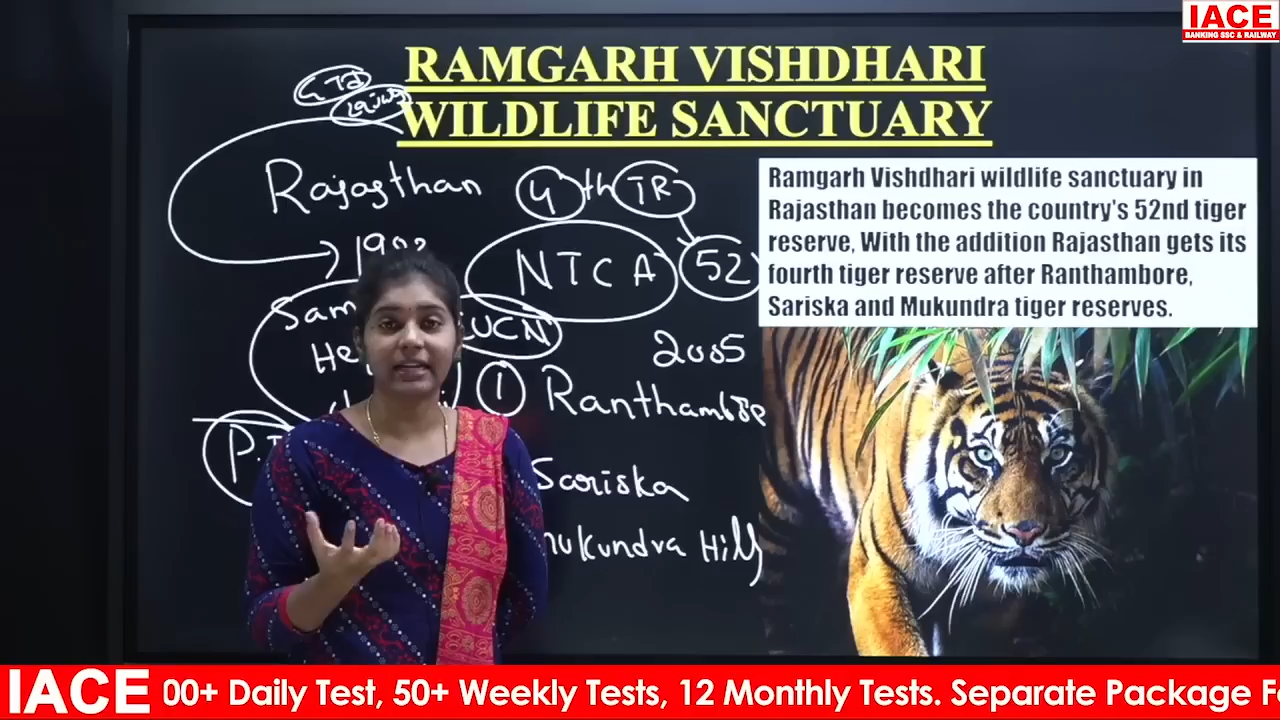 IACE
BANKING SSC & RAILWAY
RAMGARH VISHDHARI
WILDLIFE SANCTUARY
Rajasthan 4th TR
NTCA 52
IUCN
2005
① Ranthambore
Sariska
Mukundra Hills
Ramgarh Vishdhari wildlife sanctuary in
Rajasthan becomes the country's 52nd tiger
reserve, With the addition Rajasthan gets its
fourth tiger reserve after Ranthambore,
Sariska and Mukundra tiger reserves.
IACE 00+ Daily Test, 50+ Weekly Tests, 12 Monthly Tests. Separate Package F